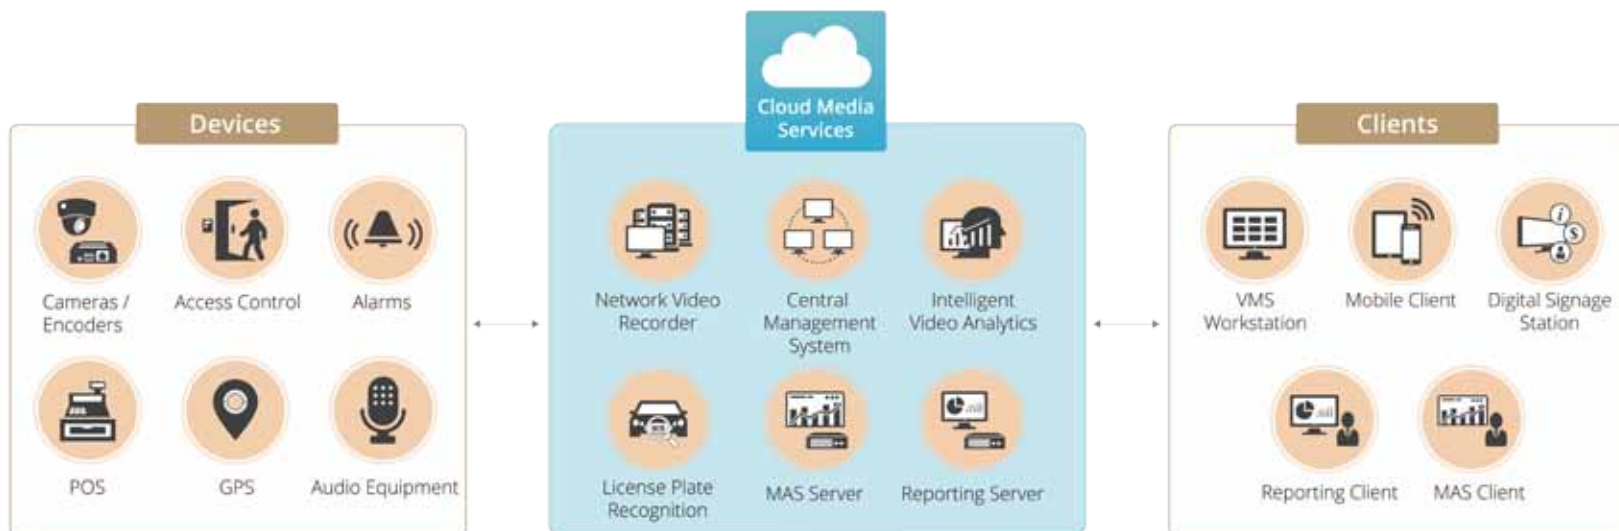 Cloud Media
Services
Devices
Cameras /
Encoders
Access Control
Alarms
POS
GPS
Audio Equipment
Network Video
Recorder
Central
Management
System
Intelligent
Video Analytics
License Plate
Recognition
MAS Server
Reporting Server
Clients
VMS
Workstation
Mobile Client
Digital Signage
Station
i
$
Reporting Client
MAS Client